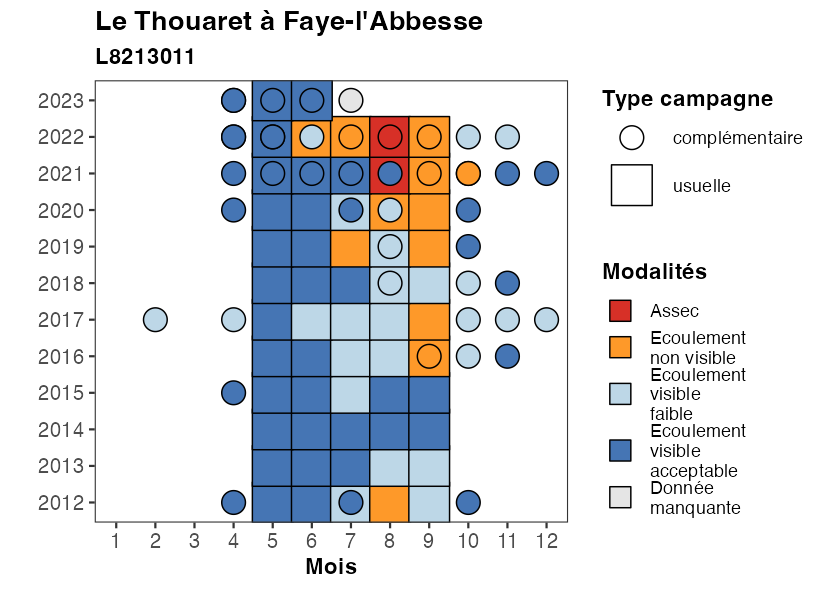 Le Thouaret à Faye-l'Abbesse
L8213011
2023
2022
2021
2020
2019
2018
2017
2016
2015
2014
2013
2012
1 2 3 4 5 6 7 8 9 10 11 12
Mois
Type campagne
complémentaire
usuelle
Modalités
Assec
Ecoulement
non visible
Ecoulement
visible
faible
Ecoulement
visible
acceptable
Donnée
manquante